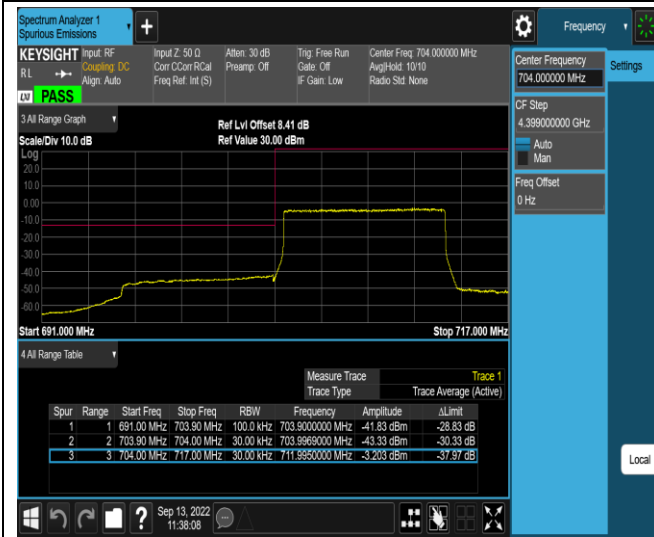 Spectrum Analyzer 1
Spurious Emissions
+
Frequency
KEYSIGHT Input: RF Input Z: 50 Ω Atten: 30 dB Trig: Free Run Center Freq: 704.000000 MHz
RL Coupling: DC Corr CCorr RCal Preamp: Off Gate: Off Avg|Hold: 10/10
Align: Auto Freq Ref: Int (S) IF Gain: Low Radio Std: None
LXI PASS
Center Frequency
704.000000 MHz
Settings
CF Step
4.399000000 GHz
Auto
Man
Freq Offset
0 Hz
3 All Range Graph
Ref Lvl Offset 8.41 dB
Scale/Div 10.0 dB Ref Value 30.00 dBm
Log
20.0
10.0
0.00
-10.0
-20.0
-30.0
-40.0
-50.0
-60.0
Start 691.000 MHz Stop 717.000 MHz
4 All Range Table
Measure Trace Trace 1
Trace Type Trace Average (Active)
Spur Range Start Freq Stop Freq RBW Frequency Amplitude ΔLimit
1 1 691.00 MHz 703.90 MHz 100.0 kHz 703.9000000 MHz -41.83 dBm -28.83 dB
2 2 703.90 MHz 704.00 MHz 30.00 kHz 703.9969000 MHz -43.33 dBm -30.33 dB
3 3 704.00 MHz 717.00 MHz 30.00 kHz 711.9950000 MHz -3.203 dBm -37.97 dB
Local
? Sep 13, 2022
11:38:08